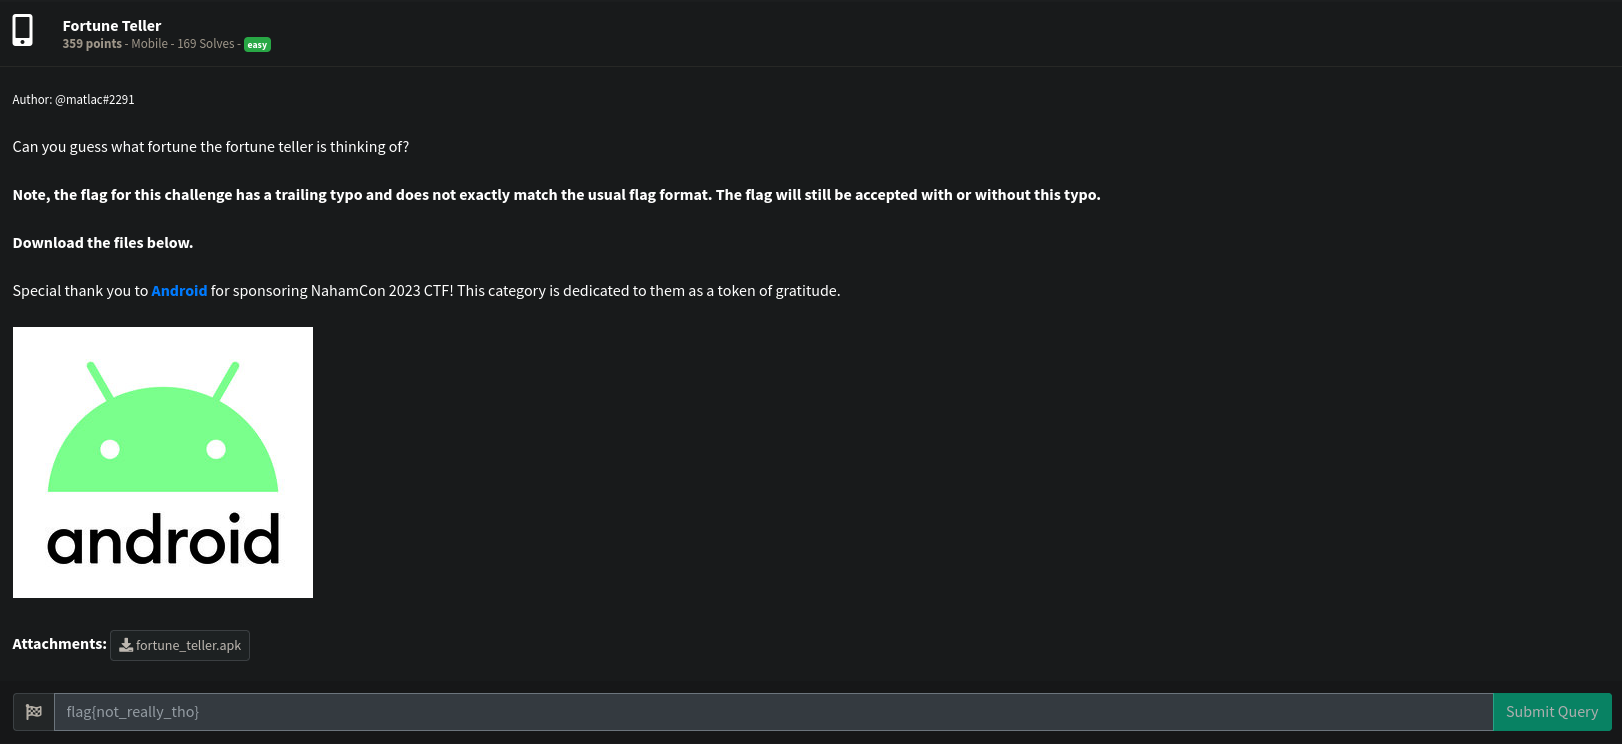 Fortune Teller
359 points - Mobile - 169 Solves - easy
Author: @matlac#2291
Can you guess what fortune the fortune teller is thinking of?
Note, the flag for this challenge has a trailing typo and does not exactly match the usual flag format. The flag will still be accepted with or without this typo.
Download the files below.
Special thank you to Android for sponsoring NahamCon 2023 CTF! This category is dedicated to them as a token of gratitude.
android
Attachments: fortune_teller.apk
flag{not_really_tho} Submit Query